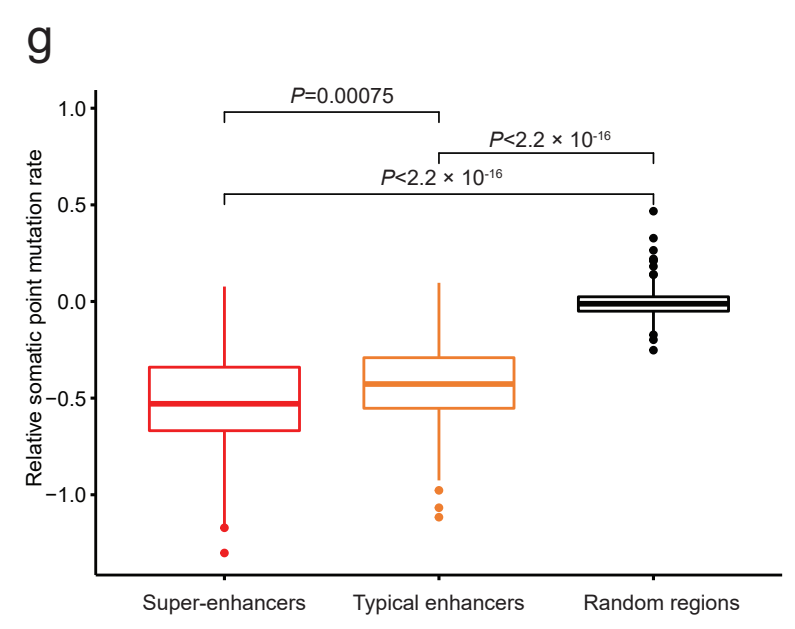 g
P=0.00075
P<2.2 × 10-16
P<2.2 × 10-16
Relative somatic point mutation rate
1.0
0.5
0.0
−0.5
−1.0
Super-enhancers
Typical enhancers
Random regions